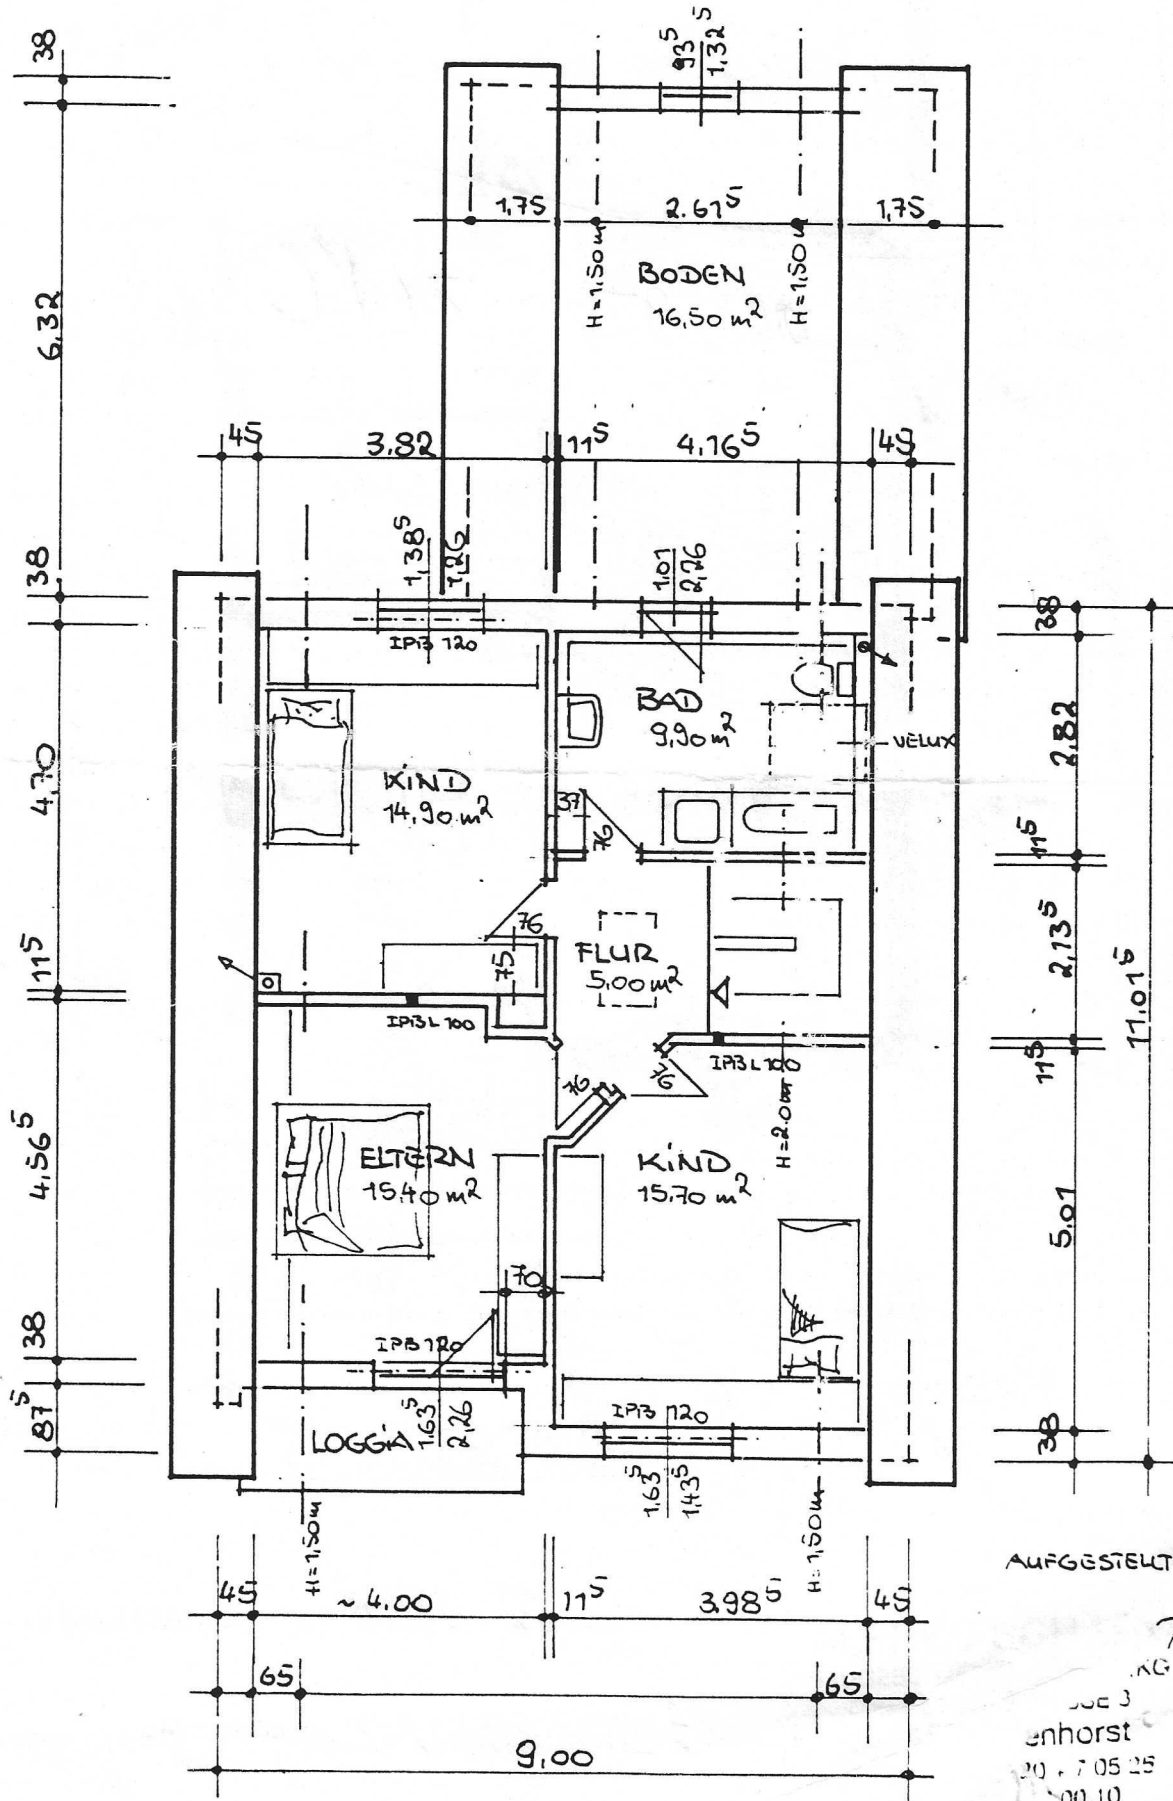 38
93⁵
1,32⁵
1,75
2.61⁵
1,75
H=1,50m
H=1,50m
BODEN
16,50 m²
6,32
45
3.82
11⁵
4.16⁵
45
1,38⁵
1,26
1,01
2,26
38
38
IPB 120
BAD
9,90 m²
VELUX
2,82
4,70
KIND
14,90 m²
37
76
11⁵
76
FLUR
5,00 m²
75
2,13⁵
11⁵
11,01⁵
IPBL 100
IPBL 100
11⁵
76
76
H=2.0m
4,56⁵
ELTERN
15,40 m²
KIND
15,70 m²
5,01
70
38
IPB 120
87⁵
LOGGIA
1,63⁵
2,26
IPB 120
38
1,63⁵
1,43⁵
H=1,50m
H=1,50m
AUFGESTELLT
45
~ 4.00
11⁵
3.98⁵
45
65
65
9,00
enhorst